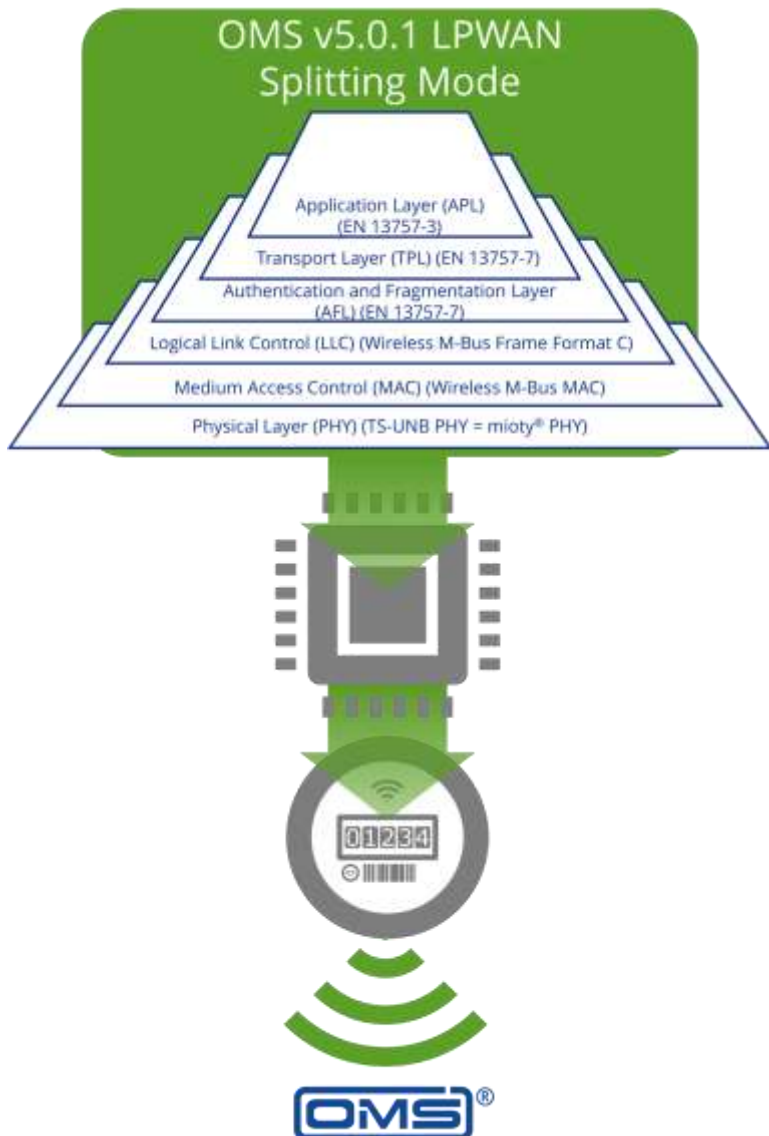 OMS v5.0.1 LPWAN
Splitting Mode
Application Layer (APL)
(EN 13757-3)
Transport Layer (TPL) (EN 13757-7)
Authentication and Fragmentation Layer
(AFL) (EN 13757-7)
Logical Link Control (LLC) (Wireless M-Bus Frame Format C)
Medium Access Control (MAC) (Wireless M-Bus MAC)
Physical Layer (PHY) (TS-UNB PHY = mioty® PHY)
01234
OMS®